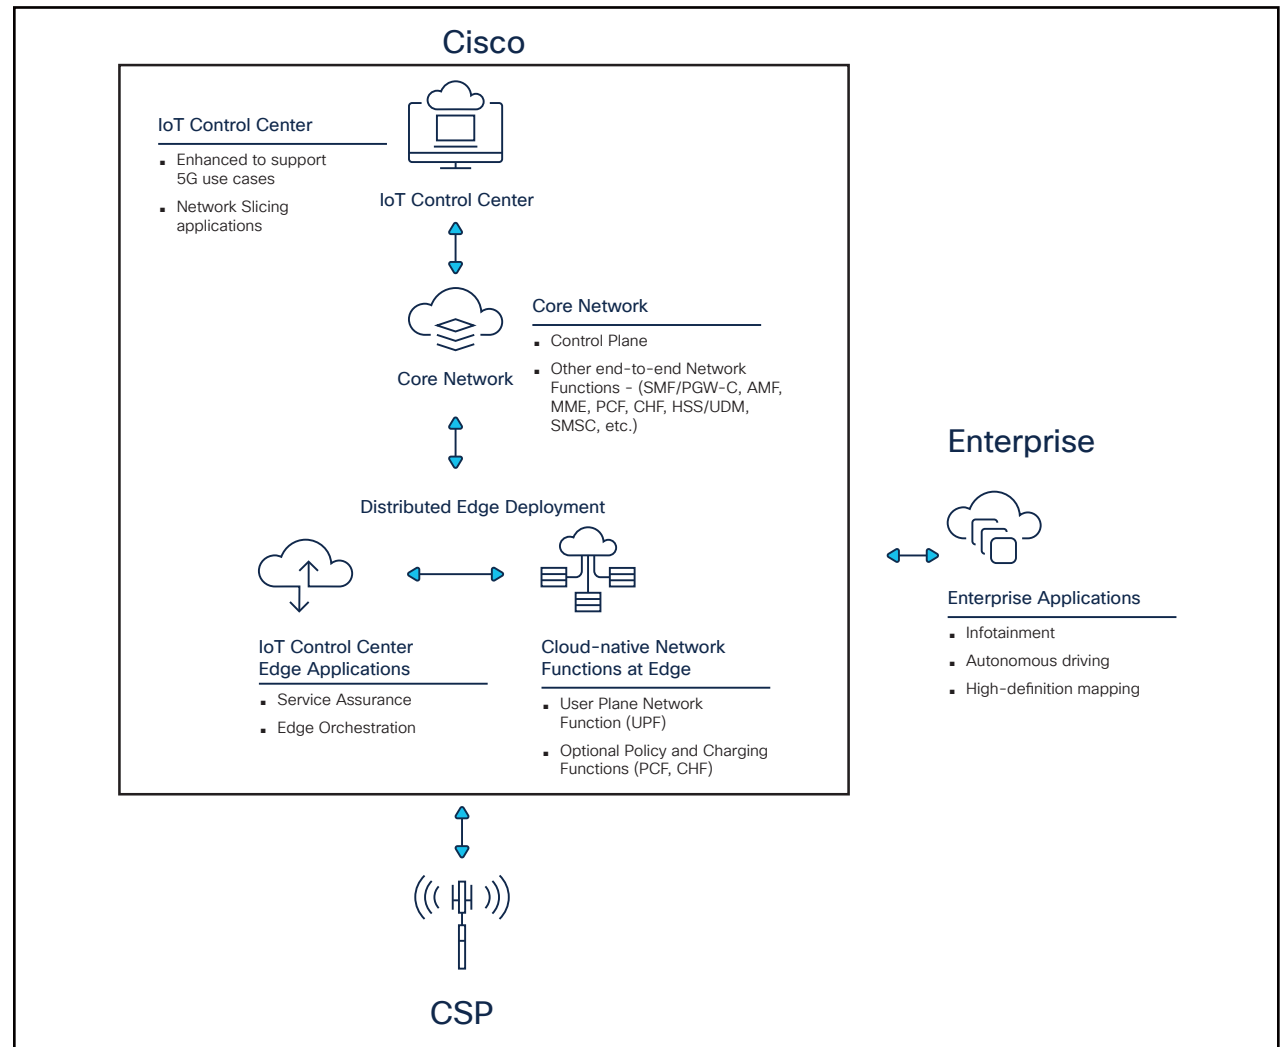 Cisco
IoT Control Center
▪ Enhanced to support
5G use cases
▪ Network Slicing
applications
IoT Control Center
Core Network
Core Network
▪ Control Plane
▪ Other end-to-end Network
Functions - (SMF/PGW-C, AMF,
MME, PCF, CHF, HSS/UDM,
SMSC, etc.)
Distributed Edge Deployment
IoT Control Center
Edge Applications
▪ Service Assurance
▪ Edge Orchestration
Cloud-native Network
Functions at Edge
▪ User Plane Network
Function (UPF)
▪ Optional Policy and Charging
Functions (PCF, CHF)
Enterprise
Enterprise Applications
▪ Infotainment
▪ Autonomous driving
▪ High-definition mapping
CSP